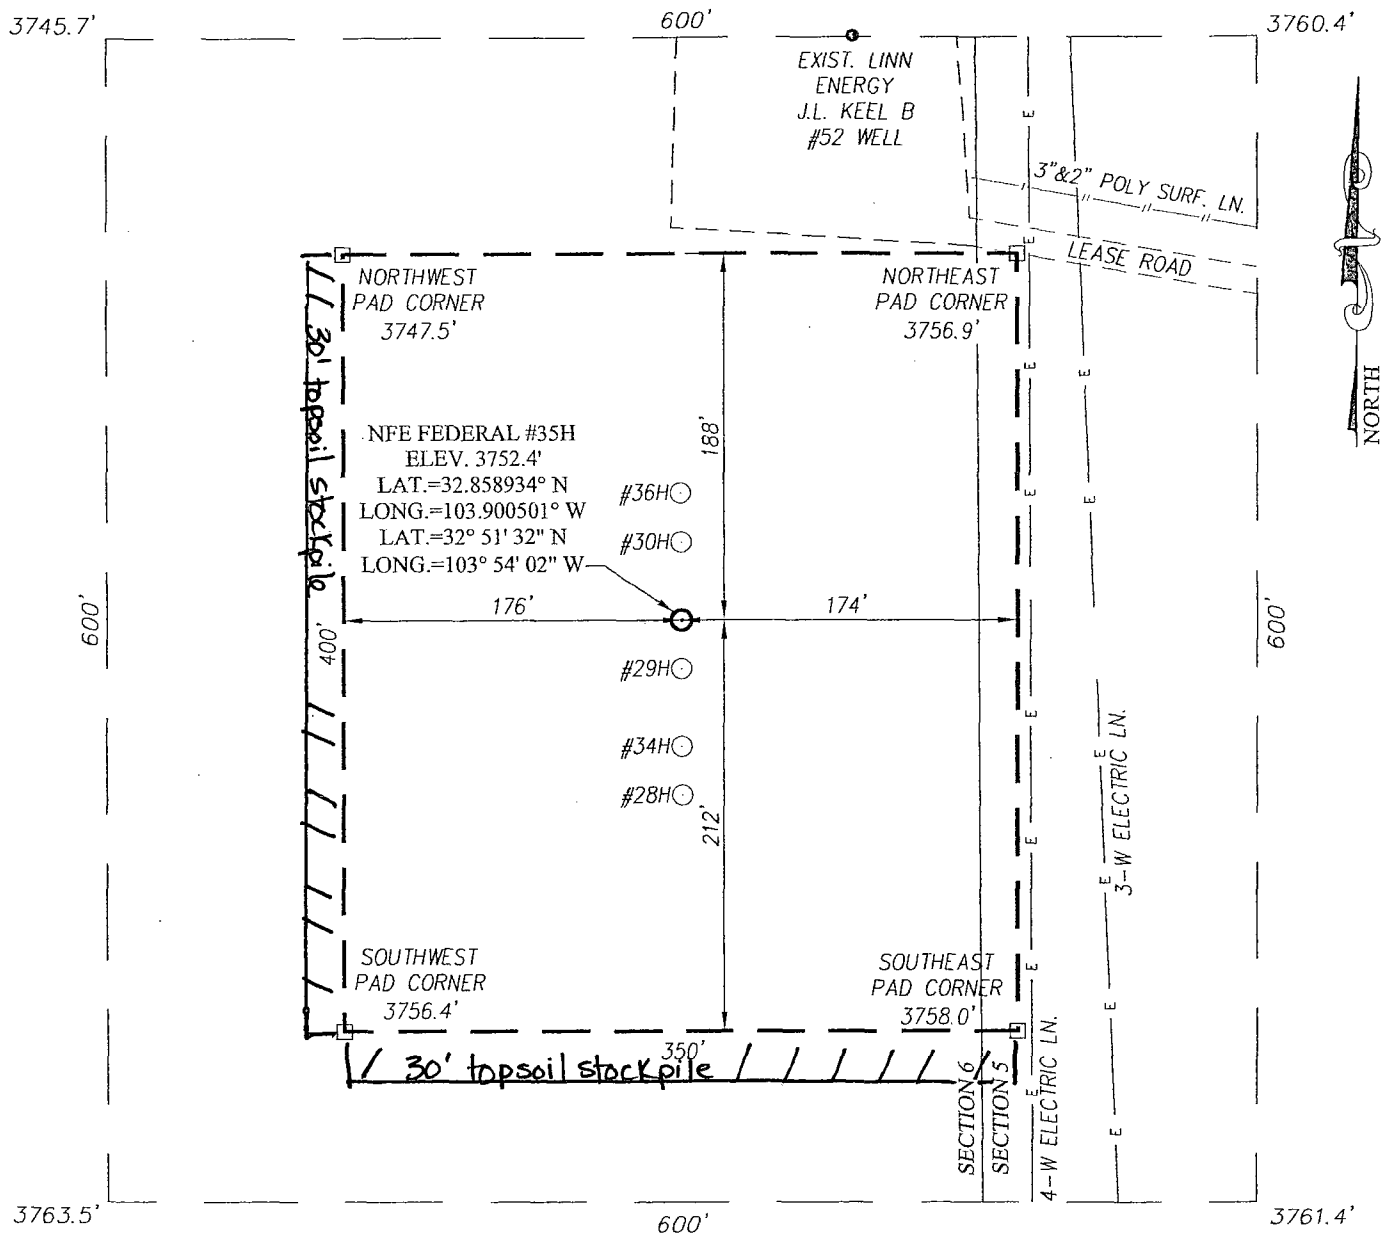 3745.7'
600'
3760.4'
EXIST. LINN
ENERGY
J.L. KEEL B
#52 WELL
E
3"&2" POLY SURF. LN.
E
LEASE ROAD
NORTHWEST
PAD CORNER
3747.5'
NORTHEAST
PAD CORNER
3756.9'
NORTH
30' topsoil stockpile
188'
E
E
NFE FEDERAL #35H
ELEV. 3752.4'
LAT.=32.858934° N
LONG.=103.900501° W
LAT.=32° 51' 32" N
LONG.=103° 54' 02" W
#36H
E
E
#30H
600'
400'
176'
174'
600'
#29H
E
#34H
E
3-W ELECTRIC LN.
#28H
212'
E
E
SOUTHWEST
PAD CORNER
3756.4'
SOUTHEAST
PAD CORNER
3758.0'
E
E
350'
30' topsoil stockpile
SECTION 6
SECTION 5
E
4-W ELECTRIC LN.
E
3763.5'
600'
3761.4'